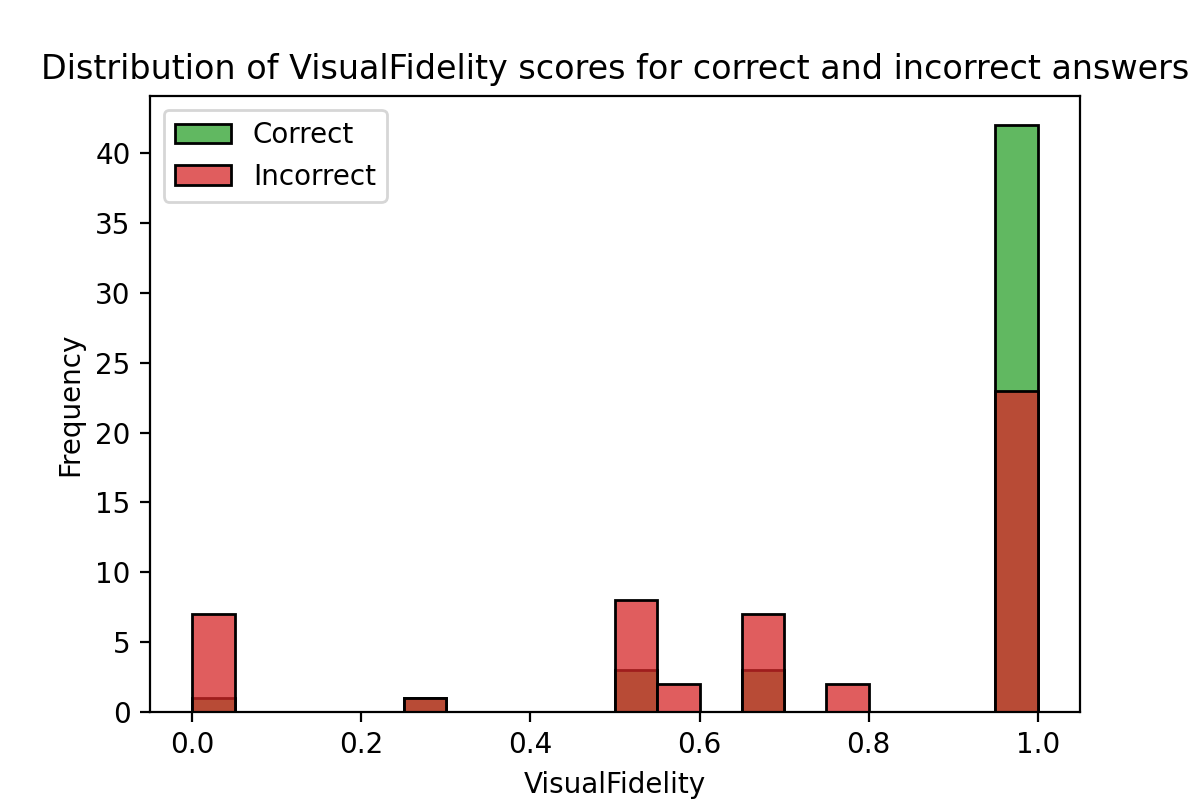 Distribution of VisualFidelity scores for correct and incorrect answers
Correct
Incorrect
40
35
30
25
20
15
10
5
0
Frequency
0.0 0.2 0.4 0.6 0.8 1.0
VisualFidelity